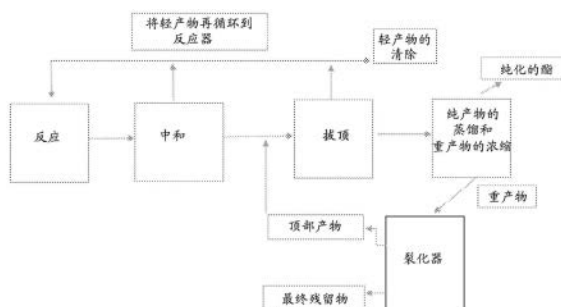 将轻产物再循环到
反应器
轻产物的
清除
纯化的酯
反应
中和
拔顶
纯产物的
蒸馏和
重产物的浓缩
重产物
顶部产物
裂化器
最终残留物